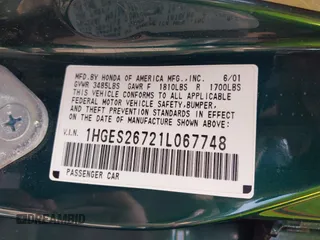 MFD. BY HONDA OF AMERICA MFG., INC. 6/01
GVWR 3485LBS GAWR F 1810LBS R 1700LBS
THIS VEHICLE CONFORMS TO ALL APPLICABLE
FEDERAL MOTOR VEHICLE SAFETY, BUMPER,
AND THEFT PREVENTION STANDARDS IN EFFECT
ON THE DATE OF MANUFACTURE SHOWN ABOVE.
V.I.N. 1HGES26721L067748
PASSENGER CAR
DREAMBID